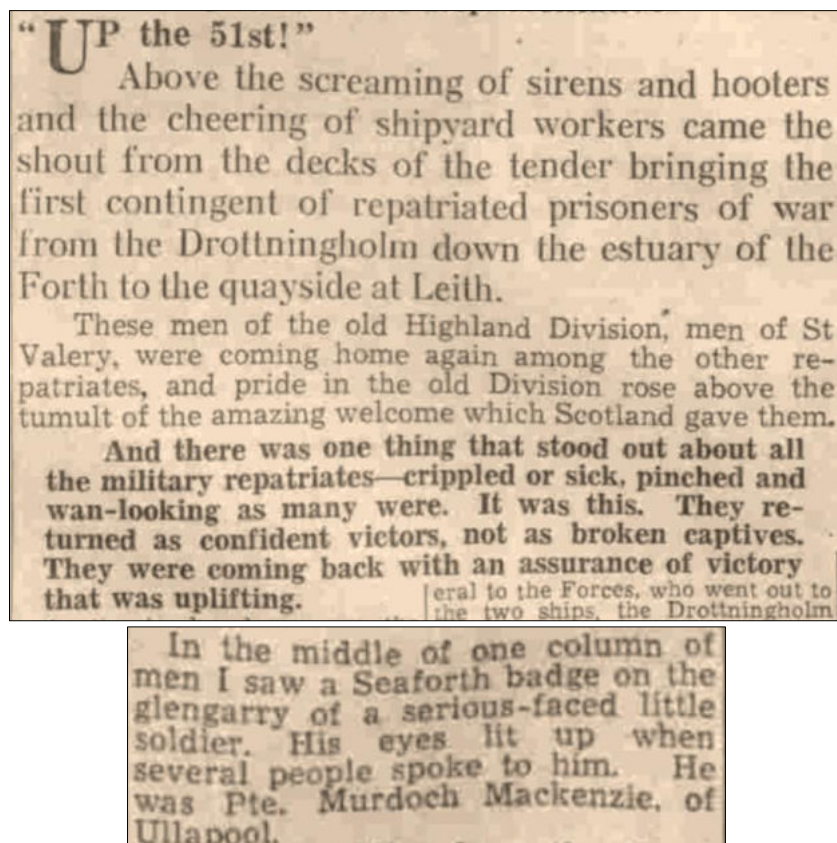 “UP the 51st!”
Above the screaming of sirens and hooters
and the cheering of shipyard workers came the
shout from the decks of the tender bringing the
first contingent of repatriated prisoners of war
from the Drottningholm down the estuary of the
Forth to the quayside at Leith.
These men of the old Highland Division, men of St
Valery, were coming home again among the other re-
patriates, and pride in the old Division rose above the
tumult of the amazing welcome which Scotland gave them.
And there was one thing that stood out about all
the military repatriates—crippled or sick, pinched and
wan-looking as many were. It was this. They re-
turned as confident victors, not as broken captives.
They were coming back with an assurance of victory
that was uplifting.
eral to the Forces, who went out to
the two ships, the Drottningholm
In the middle of one column of
men I saw a Seaforth badge on the
glengarry of a serious-faced little
soldier. His eyes lit up when
several people spoke to him. He
was Pte. Murdoch Mackenzie, of
Ullapool.